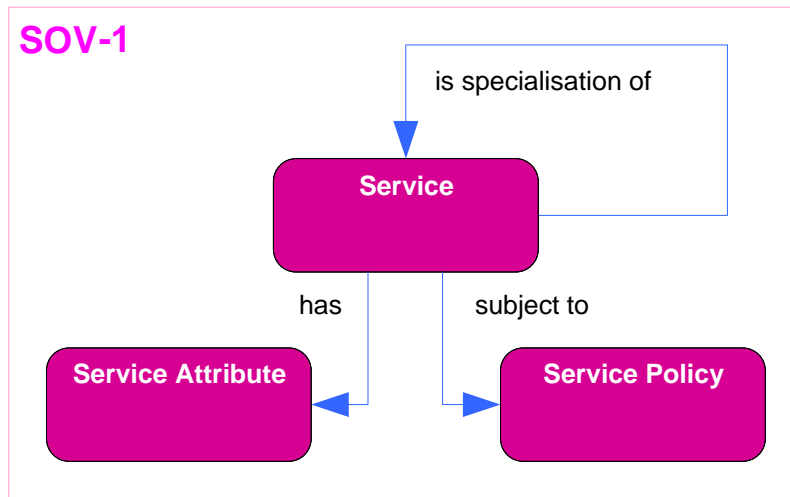 SOV-1
is specialisation of
Service
has
subject to
Service Attribute
Service Policy